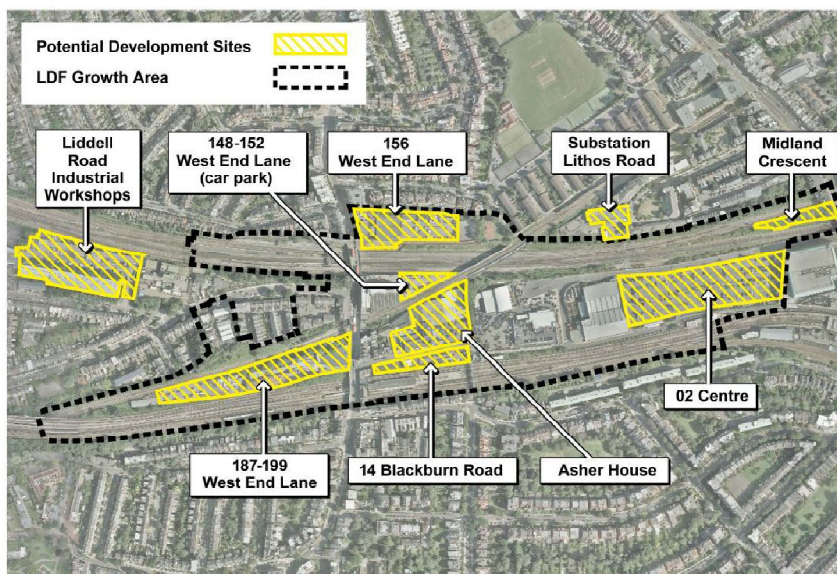 Potential Development Sites
LDF Growth Area
Liddell
Road
Industrial
Workshops
148-152
West End Lane
(car park)
156
West End Lane
Substation
Lithos Road
Midland
Crescent
02 Centre
187-199
West End Lane
14 Blackburn Road
Asher House